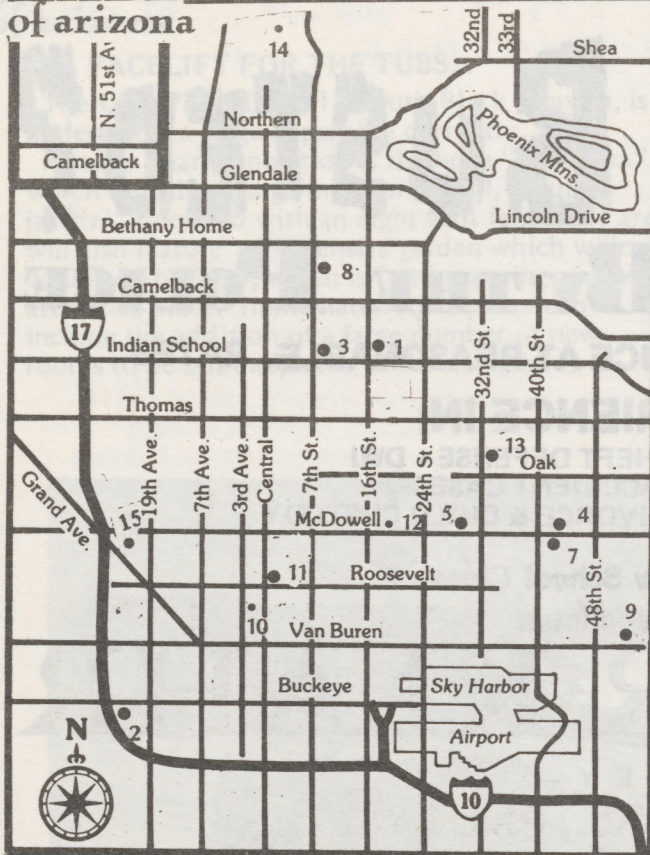 of arizona
14
32nd
33rd
Shea
N. 51st Av
Northern
Phoenix Mtns.
Camelback
Glendale
Lincoln Drive
Bethany Home
8
Camelback
17
Indian School
3
1
32nd St.
40th St.
Thomas
19th Ave.
7th Ave.
3rd Ave.
Central
7th St.
16th St.
24th St.
13
Oak
Grand Ave.
15
McDowell
12
5
4
7
11
Roosevelt
48th St.
10
Van Buren
9
Buckeye
Sky Harbor
Airport
2
N
10